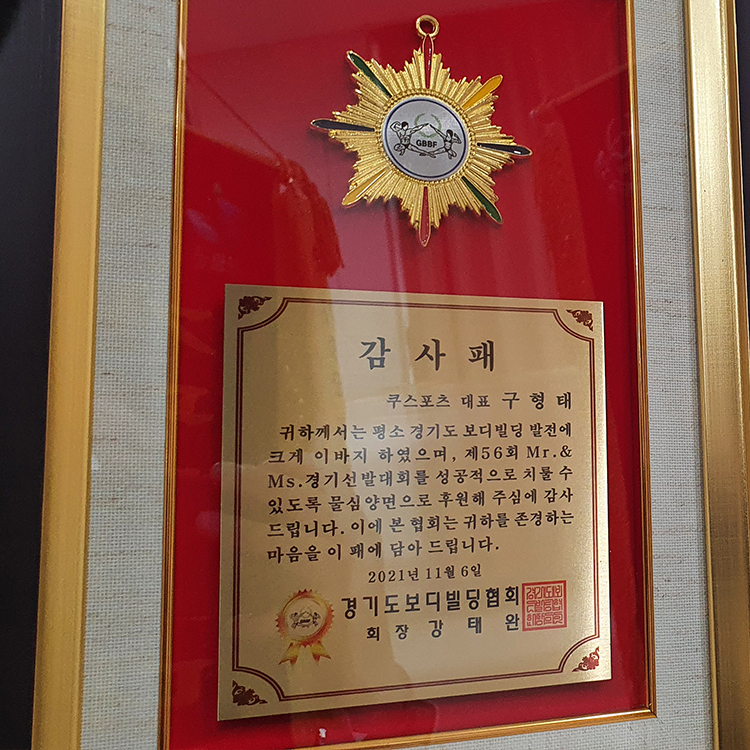 GBBF
감 사 패
쿠스포츠 대표 구 형 태
귀하께서는 평소 경기도 보디빌딩 발전에
크게 이바지 하였으며, 제56회 Mr.&
Ms.경기선발대회를 성공적으로 치룰 수
있도록 물심양면으로 후원해 주심에 감사
드립니다. 이에 본 협회는 귀하를 존경하는
마음을 이 패에 담아 드립니다.
2021년 11월 6일
경기도보디빌딩협회
회 장 강 태 완